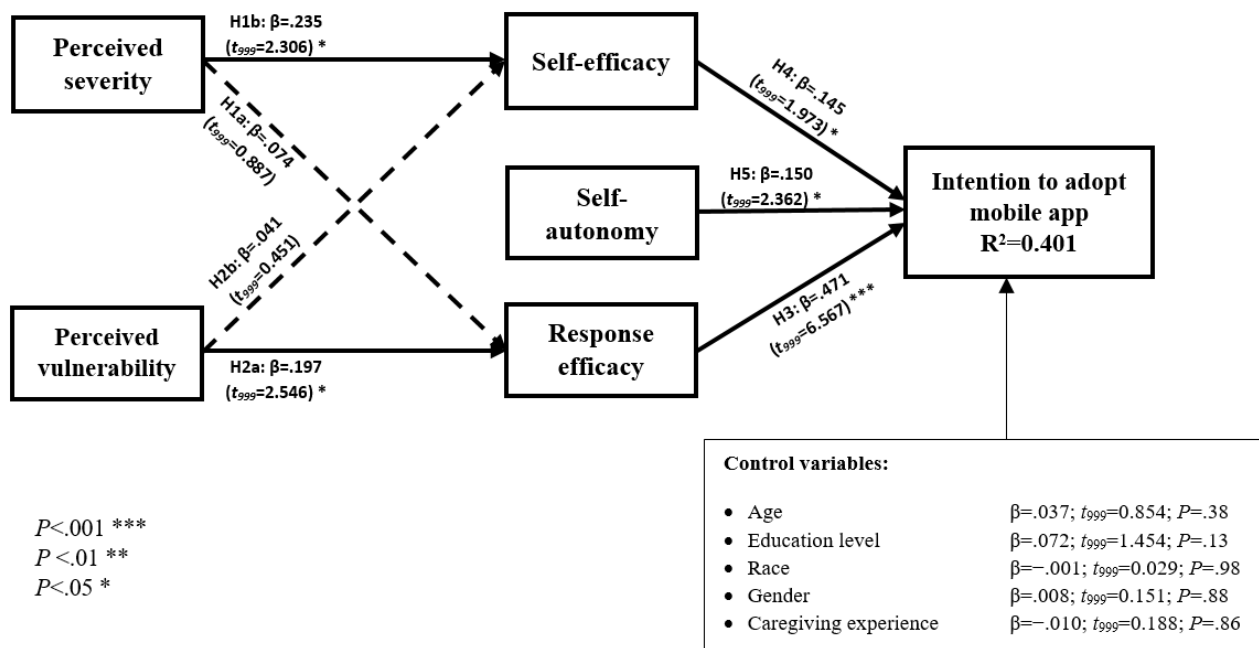 Perceived
severity
H1b: β=.235
(t999=2.306) *
Self-efficacy
H4: β=.145
(t999=1.973) *
H1a: β=.074
(t999=0.887)
Self-
autonomy
H5: β=.150
(t999=2.362) *
Intention to adopt
mobile app
R²=0.401
H2b: β=.041
(t999=0.451)
Perceived
vulnerability
H2a: β=.197
(t999=2.546) *
Response
efficacy
H3: β=.471
(t999=6.567) ***
Control variables:
• Age β=.037; t999=0.854; P=.38
• Education level β=.072; t999=1.454; P=.13
• Race β=−.001; t999=0.029; P=.98
• Gender β=.008; t999=0.151; P=.88
• Caregiving experience β=−.010; t999=0.188; P=.86
P<.001 ***
P <.01 **
P<.05 *